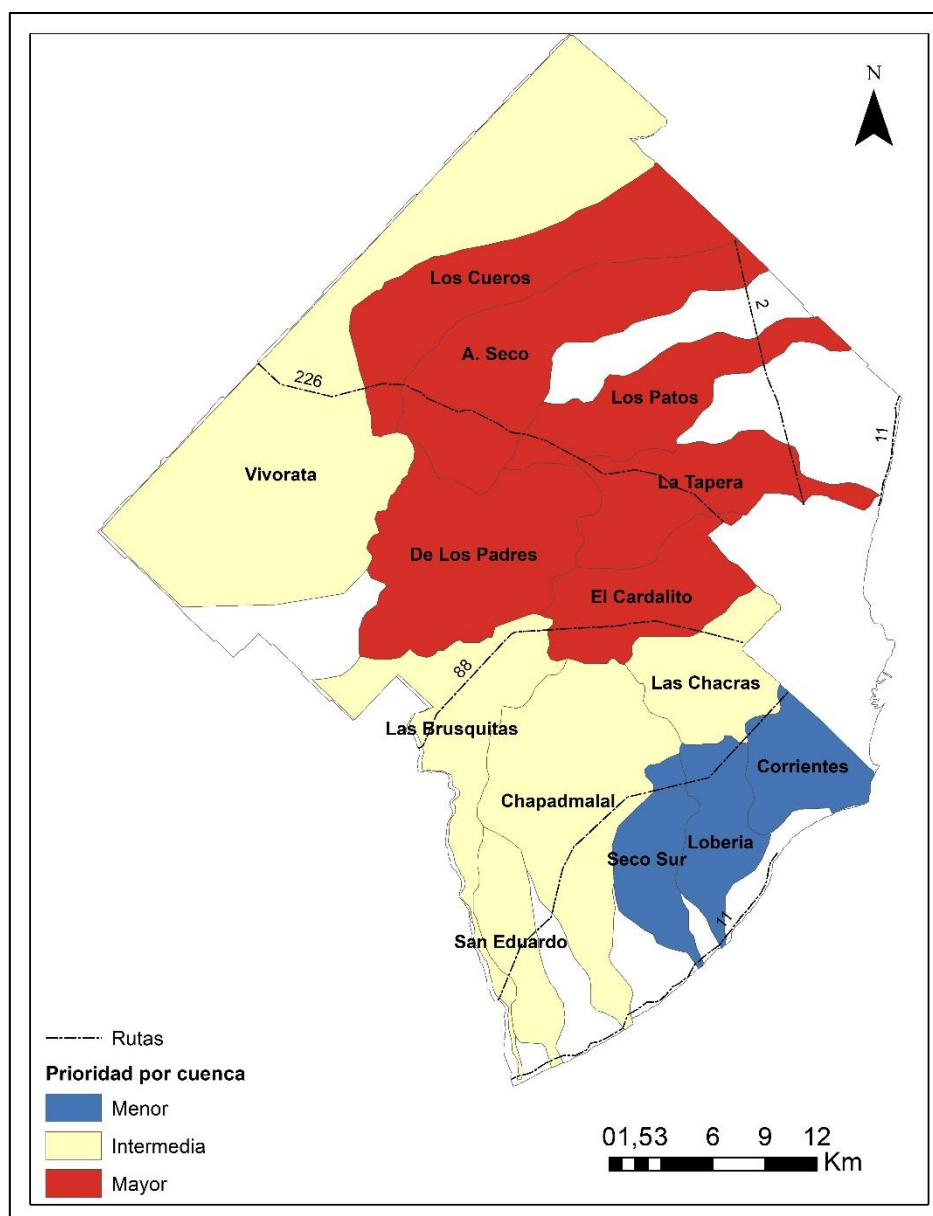 N
Los Cueros
2
A. Seco
226
Los Patos
11
Vivorata
La Tapera
De Los Padres
El Cardalito
88
Las Chacras
Las Brusquitas
Corrientes
Chapadmalal
Loberia
Seco Sur
11
San Eduardo
Rutas
Prioridad por cuenca
Menor
Intermedia
Mayor
01,53 6 9 12
Km